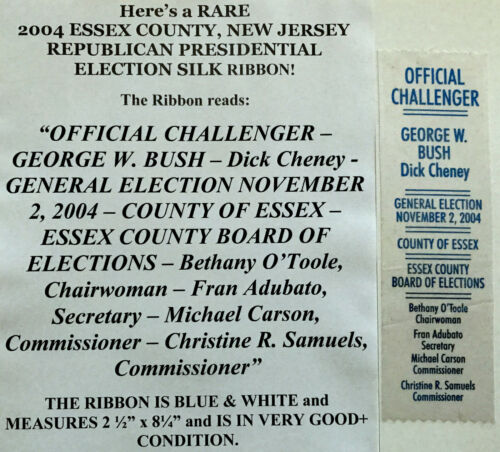 Here's a RARE
2004 ESSEX COUNTY, NEW JERSEY
REPUBLICAN PRESIDENTIAL
ELECTION SILK RIBBON!
The Ribbon reads:
“OFFICIAL CHALLENGER –
GEORGE W. BUSH – Dick Cheney -
GENERAL ELECTION NOVEMBER
2, 2004 – COUNTY OF ESSEX –
ESSEX COUNTY BOARD OF
ELECTIONS – Bethany O'Toole,
Chairwoman – Fran Adubato,
Secretary – Michael Carson,
Commissioner – Christine R. Samuels,
Commissioner”
THE RIBBON IS BLUE & WHITE and
MEASURES 2 ½” x 8¼” and IS IN VERY GOOD+
CONDITION.
OFFICIAL
CHALLENGER
GEORGE W.
BUSH
Dick Cheney
GENERAL ELECTION
NOVEMBER 2, 2004
COUNTY OF ESSEX
ESSEX COUNTY
BOARD OF ELECTIONS
Bethany O'Toole
Chairwoman
Fran Adubato
Secretary
Michael Carson
Commissioner
Christine R. Samuels
Commissioner